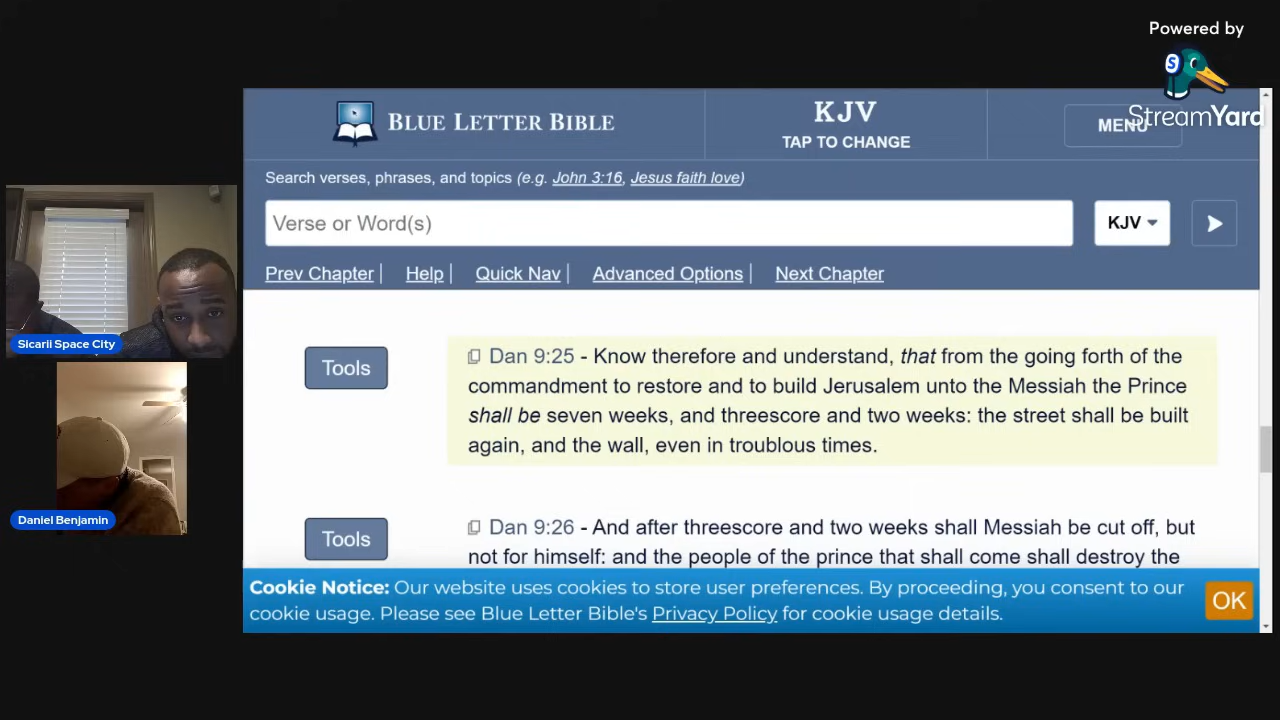 Powered by
StreamYard
BLUE LETTER BIBLE
KJV
TAP TO CHANGE
MENU
Search verses, phrases, and topics (e.g. John 3:16, Jesus faith love)
Verse or Word(s)
KJV
Prev Chapter | Help | Quick Nav | Advanced Options | Next Chapter
Tools
Dan 9:25 - Know therefore and understand, that from the going forth of the
commandment to restore and to build Jerusalem unto the Messiah the Prince
shall be seven weeks, and threescore and two weeks: the street shall be built
again, and the wall, even in troublous times.
Tools
Dan 9:26 - And after threescore and two weeks shall Messiah be cut off, but
not for himself: and the people of the prince that shall come shall destroy the
Cookie Notice: Our website uses cookies to store user preferences. By proceeding, you consent to our
cookie usage. Please see Blue Letter Bible's Privacy Policy for cookie usage details.
OK
Sicarii Space City
Daniel Benjamin